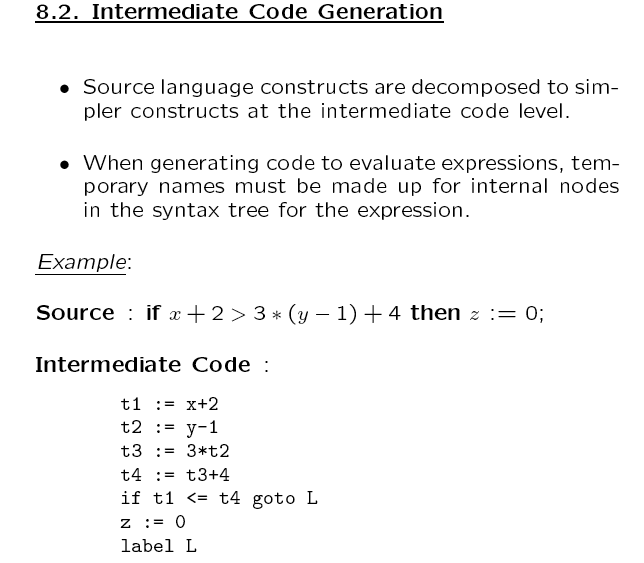 8.2. Intermediate Code Generation
• Source language constructs are decomposed to sim-
pler constructs at the intermediate code level.
• When generating code to evaluate expressions, tem-
porary names must be made up for internal nodes
in the syntax tree for the expression.
Example:
Source : if x + 2 > 3 * (y − 1) + 4 then z := 0;
Intermediate Code :
t1 := x+2
t2 := y-1
t3 := 3*t2
t4 := t3+4
if t1 <= t4 goto L
z := 0
label L